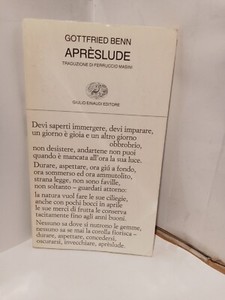 GOTTFRIED BENN
APRÈSLUDE
TRADUZIONE DI FERRUCCIO MASINI
GIULIO EINAUDI EDITORE
Devi saperti immergere, devi imparare,
un giorno è gioia e un altro giorno
obbrobrio,
non desistere, andartene non puoi
quando è mancata all'ora la sua luce.
Durare, aspettare, ora giú a fondo,
ora sommerso ed ora ammutolito,
strana legge, non sono faville,
non soltanto – guardati attorno:
la natura vuol fare le sue ciliegie,
anche con pochi bocci in aprile
le sue merci di frutta le conserva
tacitamente fino agli anni buoni.
Nessuno sa dove si nutrono le gemme,
nessuno sa se mai la corolla fiorisca –
durare, aspettare, concedersi,
oscurarsi, invecchiare, aprèslude.